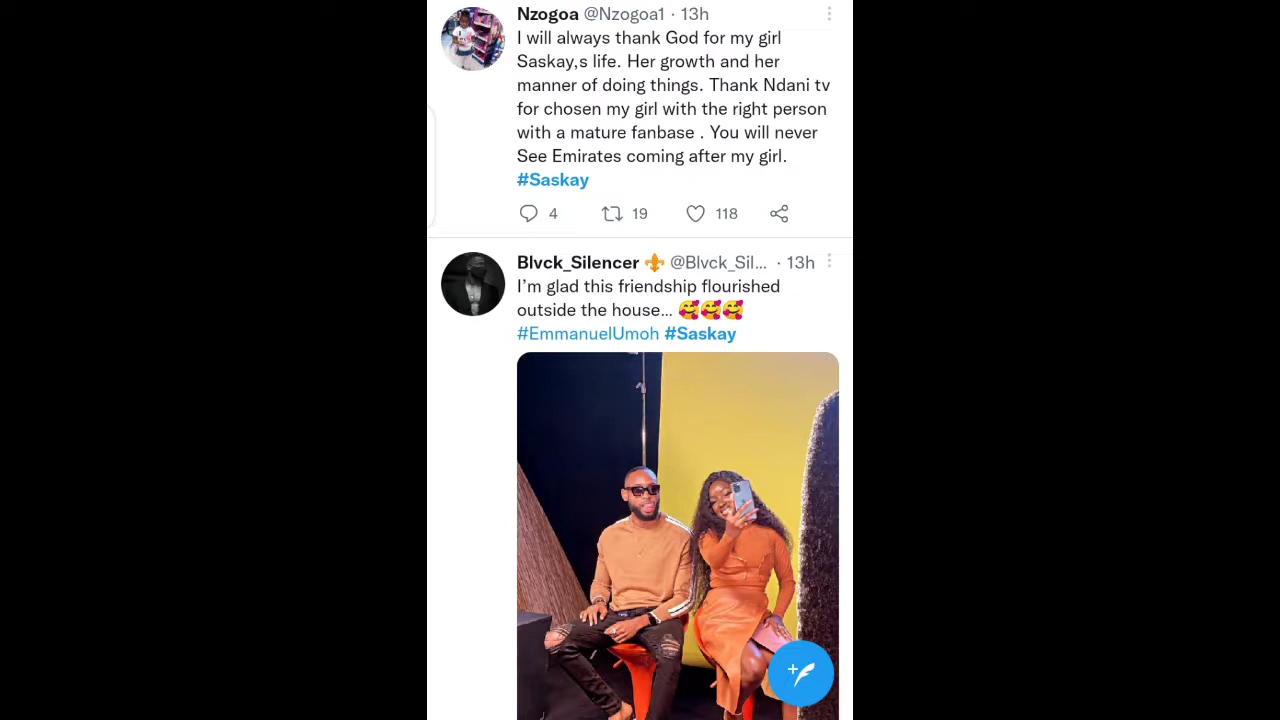 Nzogoa @Nzogoa1 · 13h
I will always thank God for my girl
Saskay,s life. Her growth and her
manner of doing things. Thank Ndani tv
for chosen my girl with the right person
with a mature fanbase . You will never
See Emirates coming after my girl.
#Saskay
4 19 118
Blvck_Silencer @Blvck_Sil... · 13h
I’m glad this friendship flourished
outside the house...
#EmmanuelUmoh #Saskay